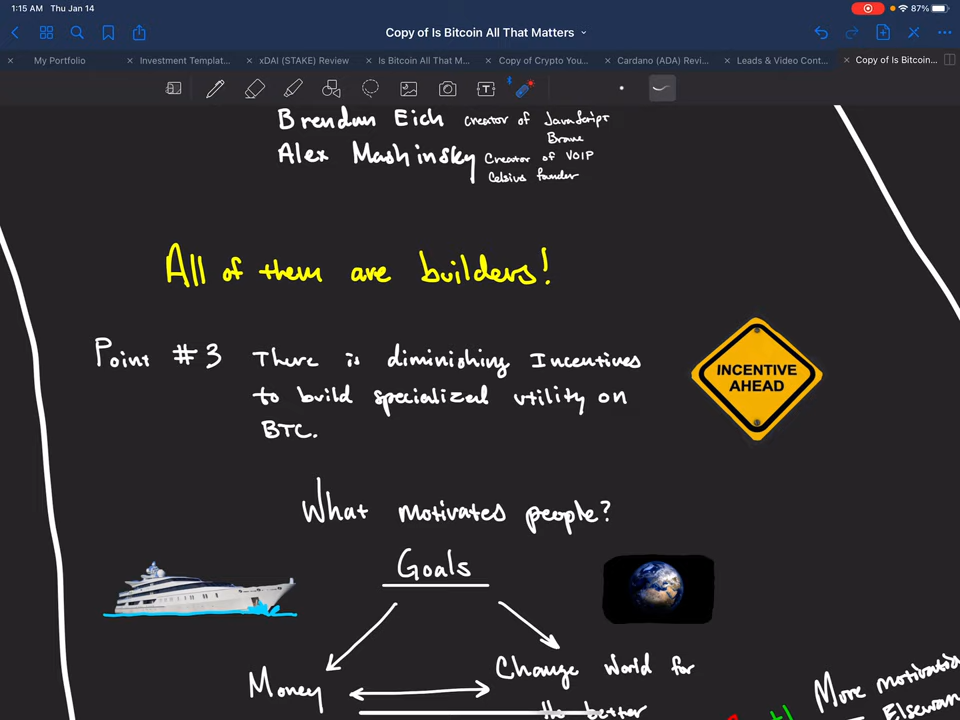 1:15 AM Thu Jan 14
87%
Copy of Is Bitcoin All That Matters
My Portfolio
Investment Templat...
xDAI (STAKE) Review
Is Bitcoin All That M...
Copy of Crypto You...
Cardano (ADA) Revi...
Leads & Video Cont...
Copy of Is Bitcoin...
Brendan Eich creator of JavaScript
Brave
Alex Mashinsky Creator of VOIP
Celsius founder
All of them are builders!
Point #3 There is diminishing Incentives
to build specialized utility on
BTC.
INCENTIVE
AHEAD
What motivates people?
Goals
Money
Change World for
the better
More motivatio
Elsewh